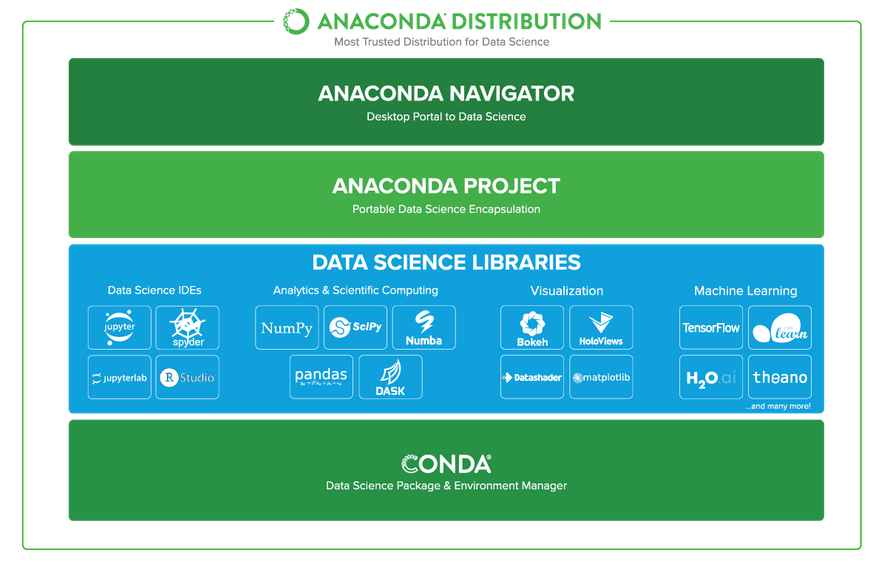 ANACONDA® DISTRIBUTION
Most Trusted Distribution for Data Science
ANACONDA NAVIGATOR
Desktop Portal to Data Science
ANACONDA PROJECT
Portable Data Science Encapsulation
DATA SCIENCE LIBRARIES
Data Science IDEs
jupyter
spyder
jupyterlab
R Studio
Analytics & Scientific Computing
NumPy
SciPy
Numba
pandas
DASK
Visualization
Bokeh
HoloViews
Datashader
matplotlib
Machine Learning
TensorFlow
learn
H2O.ai
theano
...and many more!
CONDA®
Data Science Package & Environment Manager